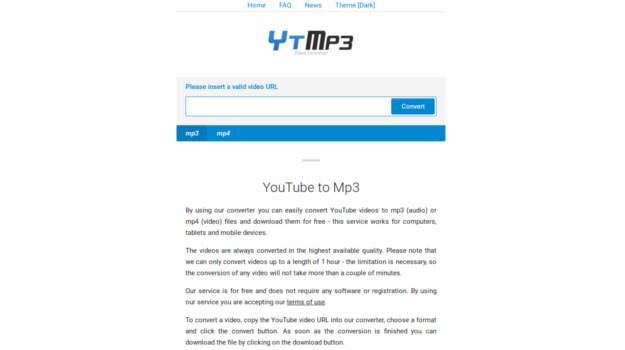 Home FAQ News Theme [Dark]
YTMP3
Please insert a valid video URL
Convert
mp3 mp4
YouTube to Mp3
By using our converter you can easily convert YouTube videos to mp3 (audio) or
mp4 (video) files and download them for free - this service works for computers,
tablets and mobile devices.
The videos are always converted in the highest available quality. Please note that
we can only convert videos up to a length of 1 hour - the limitation is necessary, so
the conversion of any video will not take more than a couple of minutes.
Our service is for free and does not require any software or registration. By using
our service you are accepting our terms of use.
To convert a video, copy the YouTube video URL into our converter, choose a format
and click the convert button. As soon as the conversion is finished you can
download the file by clicking on the download button.